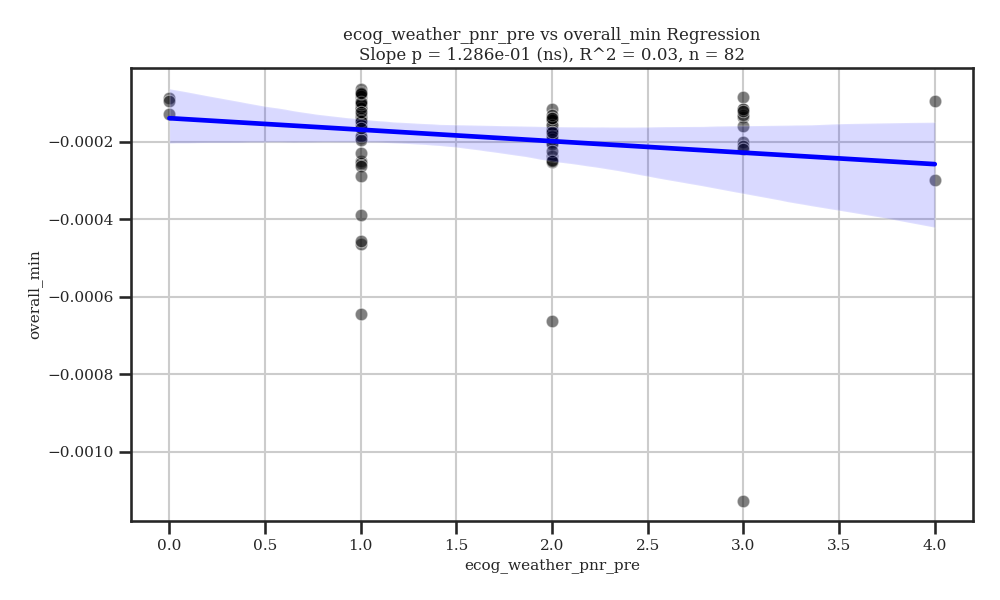 ecog_weather_pnr_pre vs overall_min Regression
Slope p = 1.286e-01 (ns), R^2 = 0.03, n = 82
overall_min
−0.0002
−0.0004
−0.0006
−0.0008
−0.0010
0.0 0.5 1.0 1.5 2.0 2.5 3.0 3.5 4.0
ecog_weather_pnr_pre